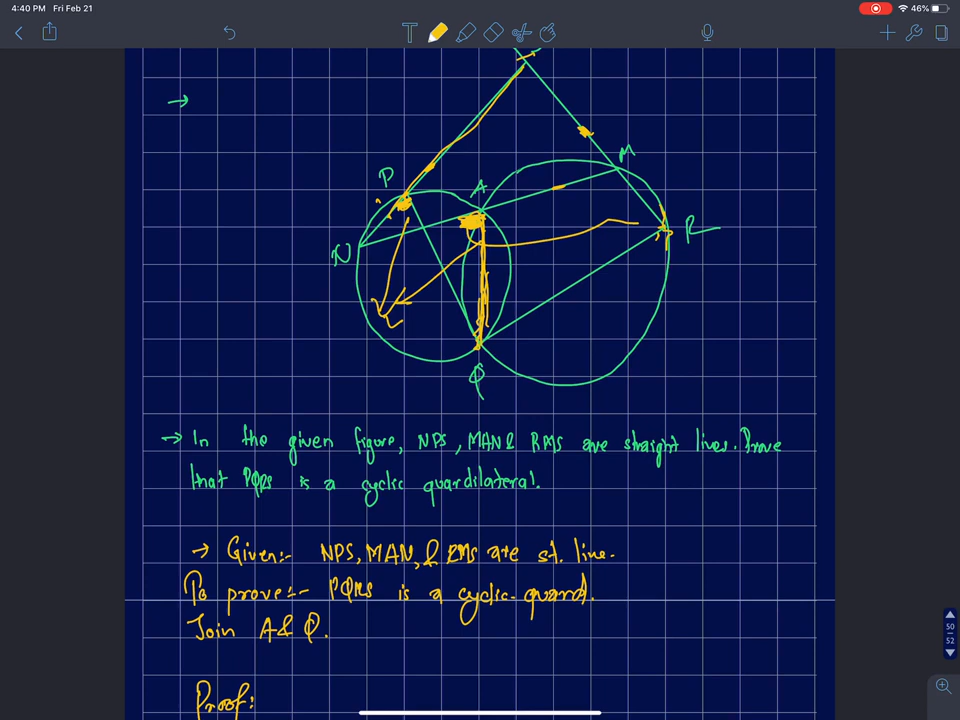 4:40 PM Fri Feb 21
46%
T
P
A
M
N
R
Q
→ In the given figure, NPS, MAN & RMS are straight lives. Prove
that PQRS is a cyclic quardilateral.
→ Given:- NPS, MAN, & RMS are st. line.
To prove:- PQRS is a cyclic quard.
Join A & Q.
Proof:
50
52